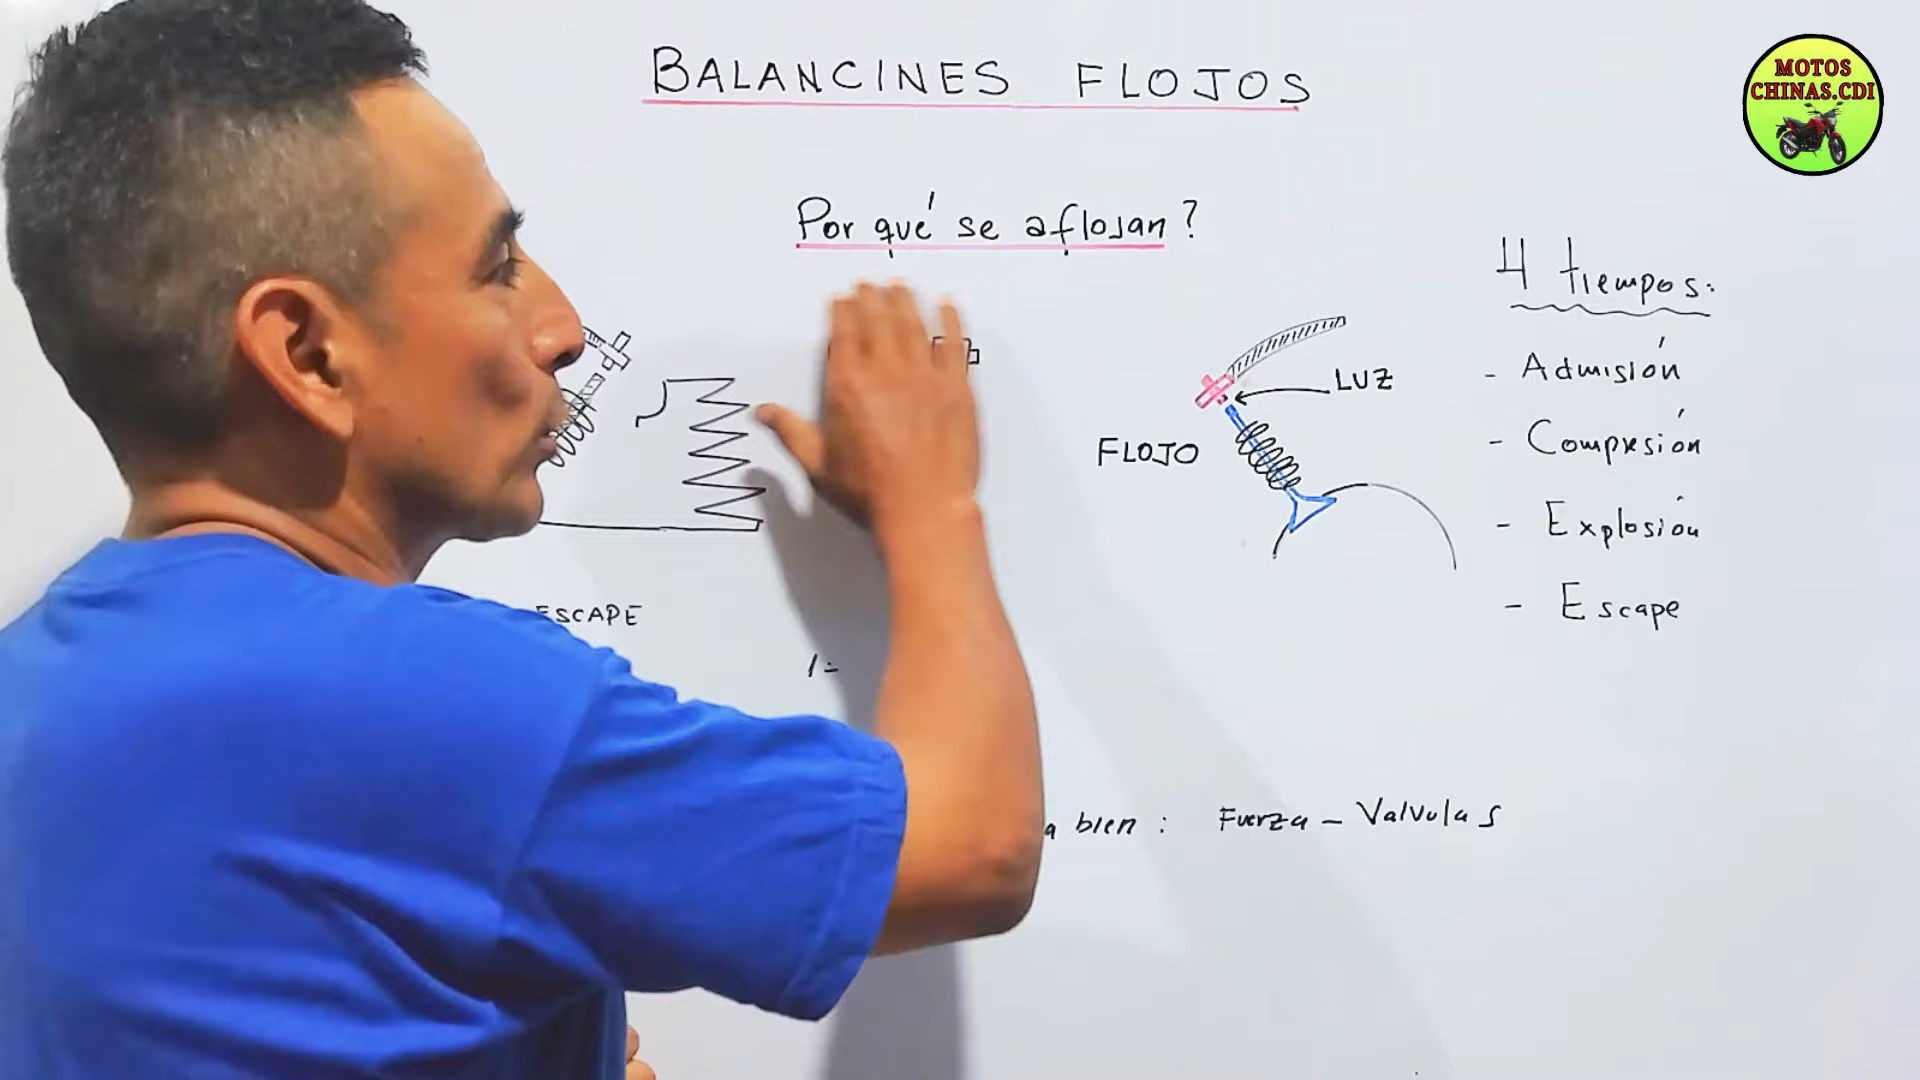 BALANCINES FLOJOS
MOTOS
CHINAS.CDI
Por qué se aflojan?
4 tiempos:
- Admisión
LUZ
- Compresión
FLOJO
- Explosión
- Escape
ESCAPE
1=
a bien : Fuerza - Valvulas